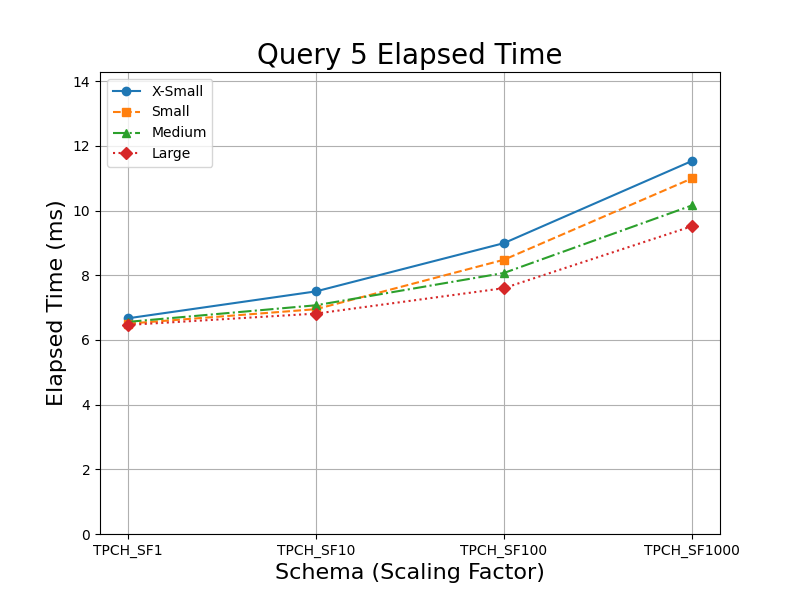 Query 5 Elapsed Time
X-Small
Small
Medium
Large
Elapsed Time (ms)
14
12
10
8
6
4
2
0
TPCH_SF1 TPCH_SF10 TPCH_SF100 TPCH_SF1000
Schema (Scaling Factor)